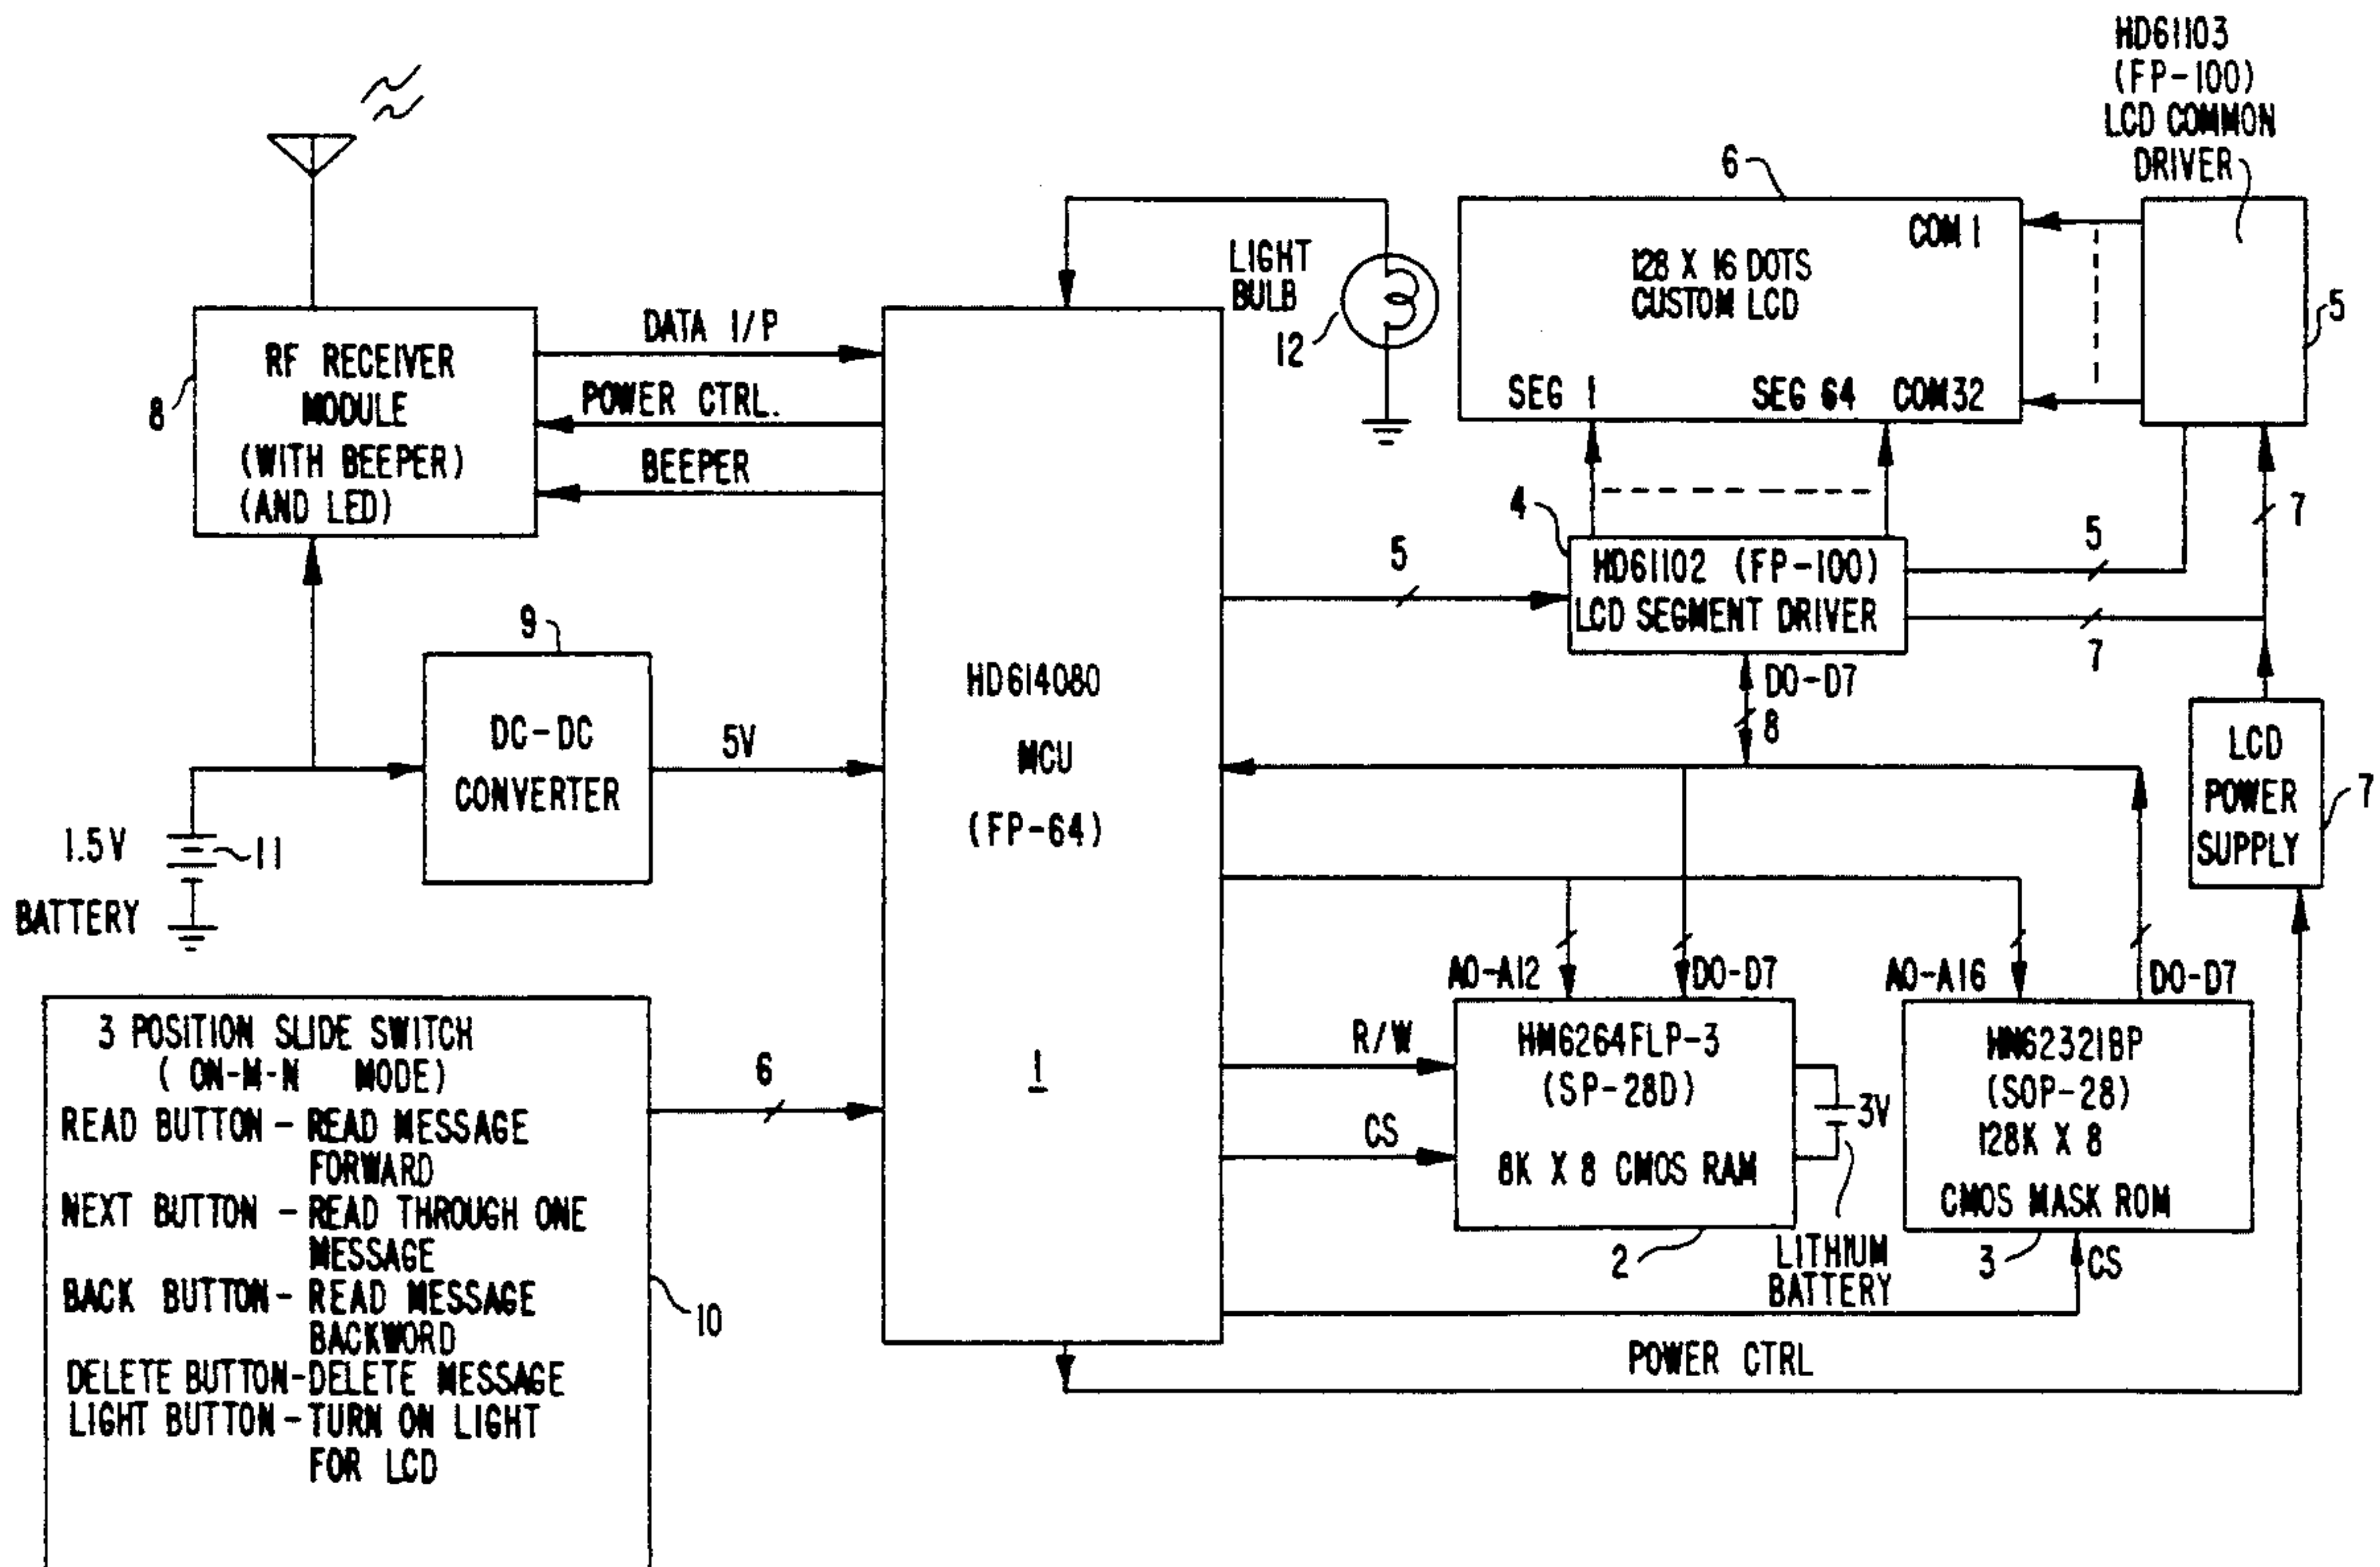 HD61103
(FP-100)
LCD COMMON
DRIVER
6
COM 1
128 X 16 DOTS
CUSTOM LCD
SEG 1
SEG 64
COM32
5
LIGHT
BULB
12
RF RECEIVER
MODULE
(WITH BEEPER)
(AND LED)
8
DATA I/P
POWER CTRL.
BEEPER
4
HD61102 (FP-100)
LCD SEGMENT DRIVER
5
5
7
7
D0-D7
8
9
DC-DC
CONVERTER
5V
1.5V
BATTERY
11
HD614080
MCU
(FP-64)
1
LCD
POWER
SUPPLY
7
A0-A12
D0-D7
A0-A16
D0-D7
R/W
CS
HM6264FLP-3
(SP-28D)
8K X 8 CMOS RAM
2
3V
LITHIUM
BATTERY
HN62321BP
(SOP-28)
128K X 8
CMOS MASK ROM
3
CS
POWER CTRL
3 POSITION SLIDE SWITCH
( ON-M-N MODE)
READ BUTTON - READ MESSAGE
FORWARD
NEXT BUTTON - READ THROUGH ONE
MESSAGE
BACK BUTTON - READ MESSAGE
BACKWORD
DELETE BUTTON-DELETE MESSAGE
LIGHT BUTTON - TURN ON LIGHT
FOR LCD
6
10